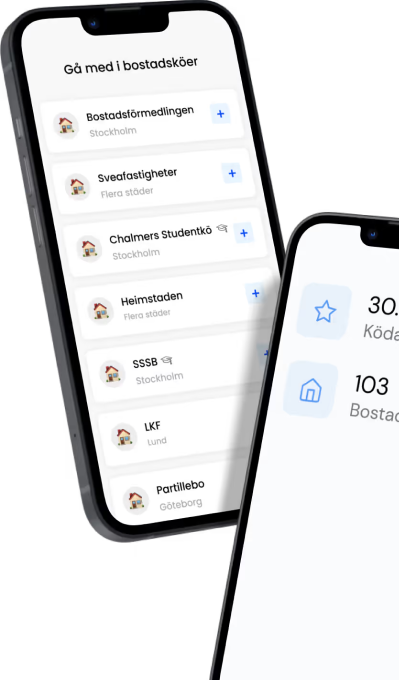 Gå med i bostadsköer
Bostadsförmedlingen
Stockholm
Sveafastigheter
Flera städer
Chalmers Studentkö
Stockholm
Heimstaden
Flera städer
SSSB
Stockholm
LKF
Lund
Partillebo
Göteborg
30.
Köda
103
Bostad